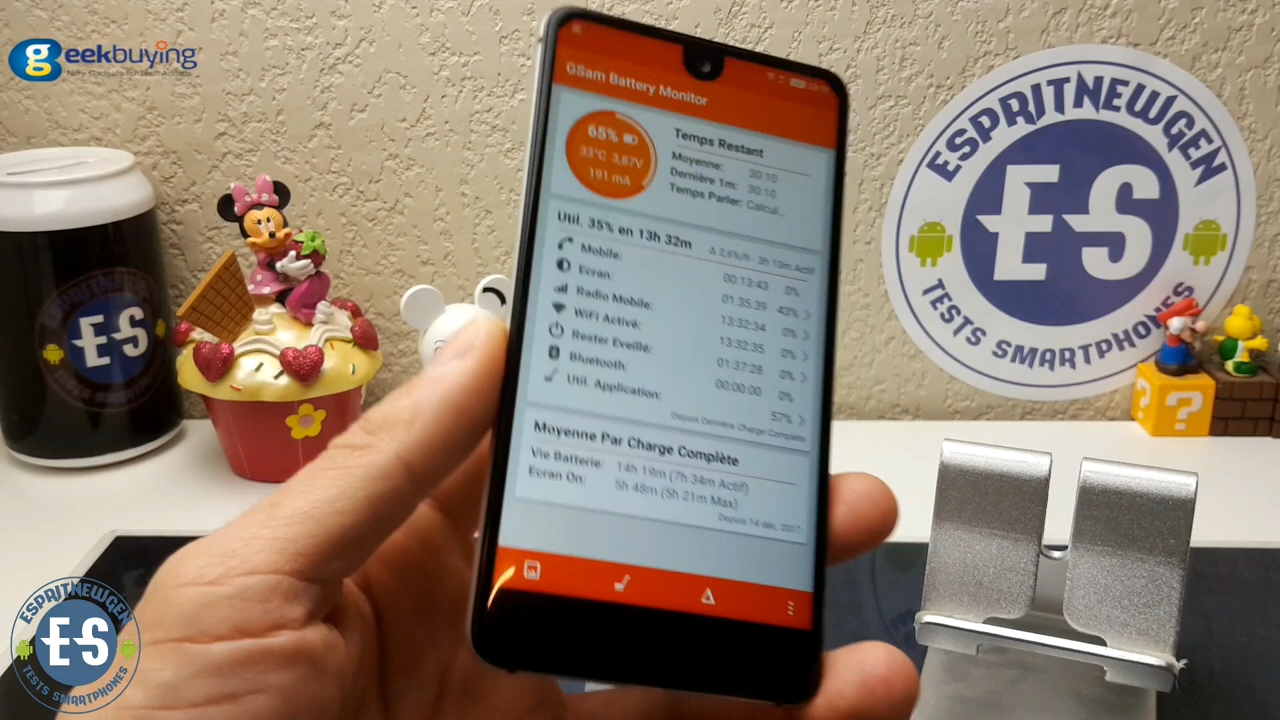 geekbuying
Nifty Gadgets for Tech Addicts
GSam Battery Monitor
65%
33°C 3,87V
191 mA
Temps Restant
Moyenne: 30:10
Dernière 1m: 30:10
Temps Parler: Calcul...
Util. 35% en 13h 32m
Δ 2,6%/h - 3h 13m Actif
Mobile: 00:13:43 0%
Ecran: 01:35:39 43%
Radio Mobile: 13:32:34 0%
WiFi Activé: 13:32:35 0%
Rester Eveillé: 01:37:28 0%
Bluetooth: 00:00:00 0%
Util. Application: 57%
Depuis Dernière Charge Complète
Moyenne Par Charge Complète
Vie Batterie: 14h 19m (7h 34m Actif)
Ecran On: 5h 48m (5h 21m Max)
Depuis 14 déc. 2017
ESPRITNEWGEN
ES
TESTS SMARTPHONES
ES
? ?
ESPRITNEWGEN
ES
TESTS SMARTPHONES